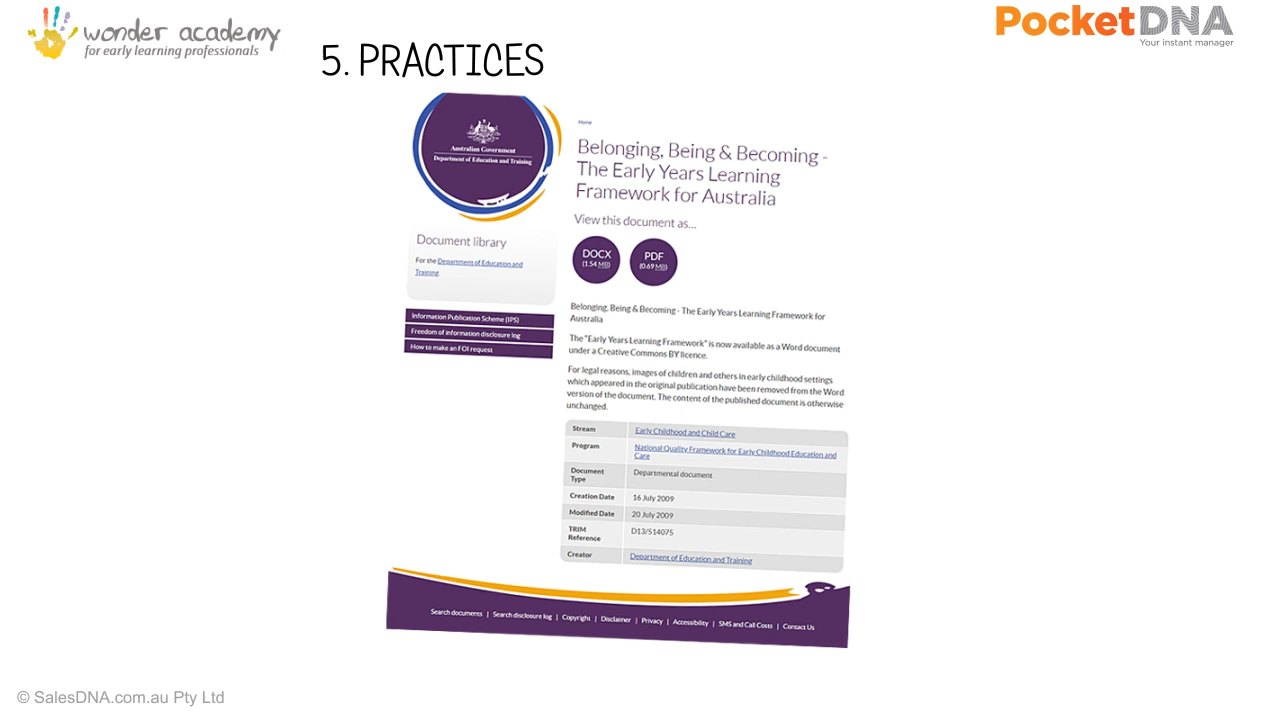 wonder academy
for early learning professionals
PocketDNA
Your instant manager
5. PRACTICES
Australian Government
Department of Education and Training
Home
Belonging, Being & Becoming -
The Early Years Learning
Framework for Australia
View this document as...
DOCX
(1.54 MB)
PDF
(0.69 MB)
Document library
For the Department of Education and
Training
Information Publication Scheme (IPS)
Freedom of information disclosure log
How to make an FOI request
Belonging, Being & Becoming - The Early Years Learning Framework for
Australia
The "Early Years Learning Framework" is now available as a Word document
under a Creative Commons BY licence.
For legal reasons, images of children and others in early childhood settings
which appeared in the original publication have been removed from the Word
version of the document. The content of the published document is otherwise
unchanged.
Stream Early Childhood and Child Care
Program National Quality Framework for Early Childhood Education and
Care
Document Departmental document
Type
Creation Date 16 July 2009
Modified Date 20 July 2009
TRIM D13/514075
Reference
Creator Department of Education and Training
Search documents | Search disclosure log | Copyright | Disclaimer | Privacy | Accessibility | SMS and Call Costs | Contact Us
© SalesDNA.com.au Pty Ltd